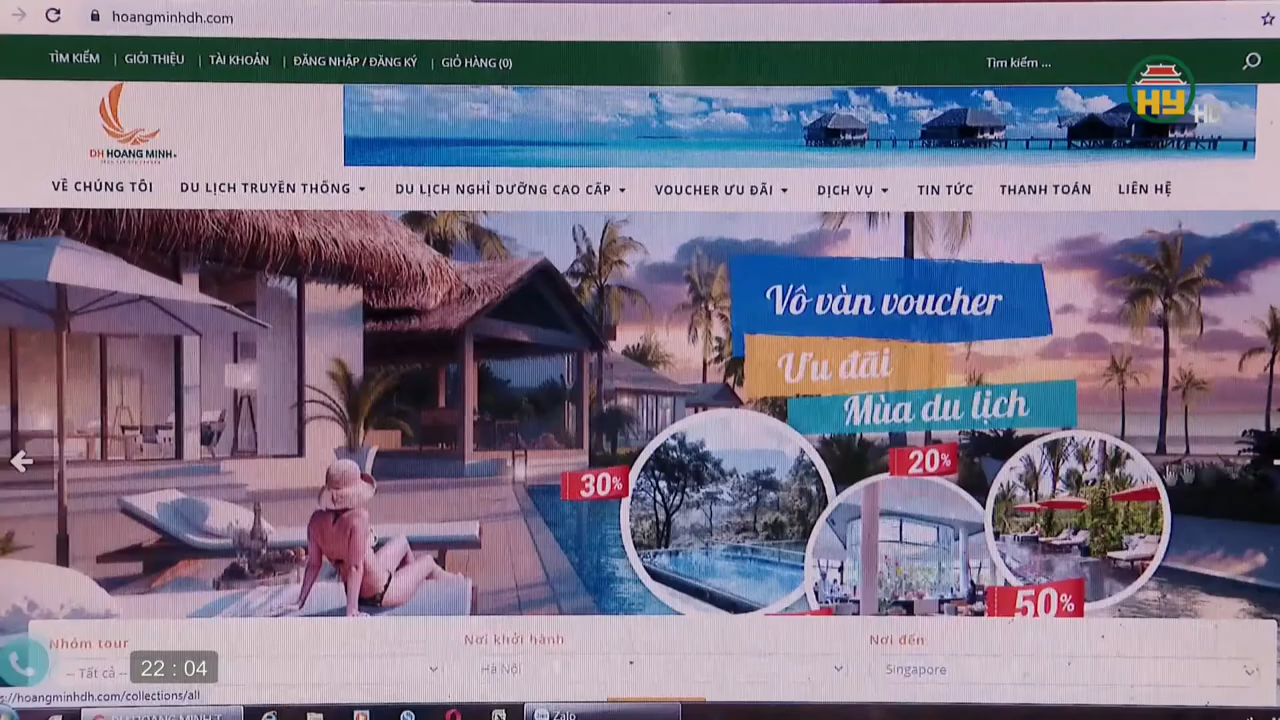 hoangminhdh.com
TÌM KIẾM | GIỚI THIỆU | TÀI KHOẢN | ĐĂNG NHẬP / ĐĂNG KÝ | GIỎ HÀNG (0)
Tìm kiếm ...
HY
DH HOANG MINH
VỀ CHÚNG TÔI
DU LỊCH TRUYỀN THỐNG
DU LỊCH NGHỈ DƯỠNG CAO CẤP
VOUCHER ƯU ĐÃI
DỊCH VỤ
TIN TỨC
THANH TOÁN
LIÊN HỆ
Vô vàn voucher
Ưu đãi
Mùa du lịch
20%
30%
50%
Nhóm tour
Nơi khởi hành
Nơi đến
-- Tất cả --
Hà Nội
Singapore
22 : 04
s://hoangminhdh.com/collections/all
Zalo